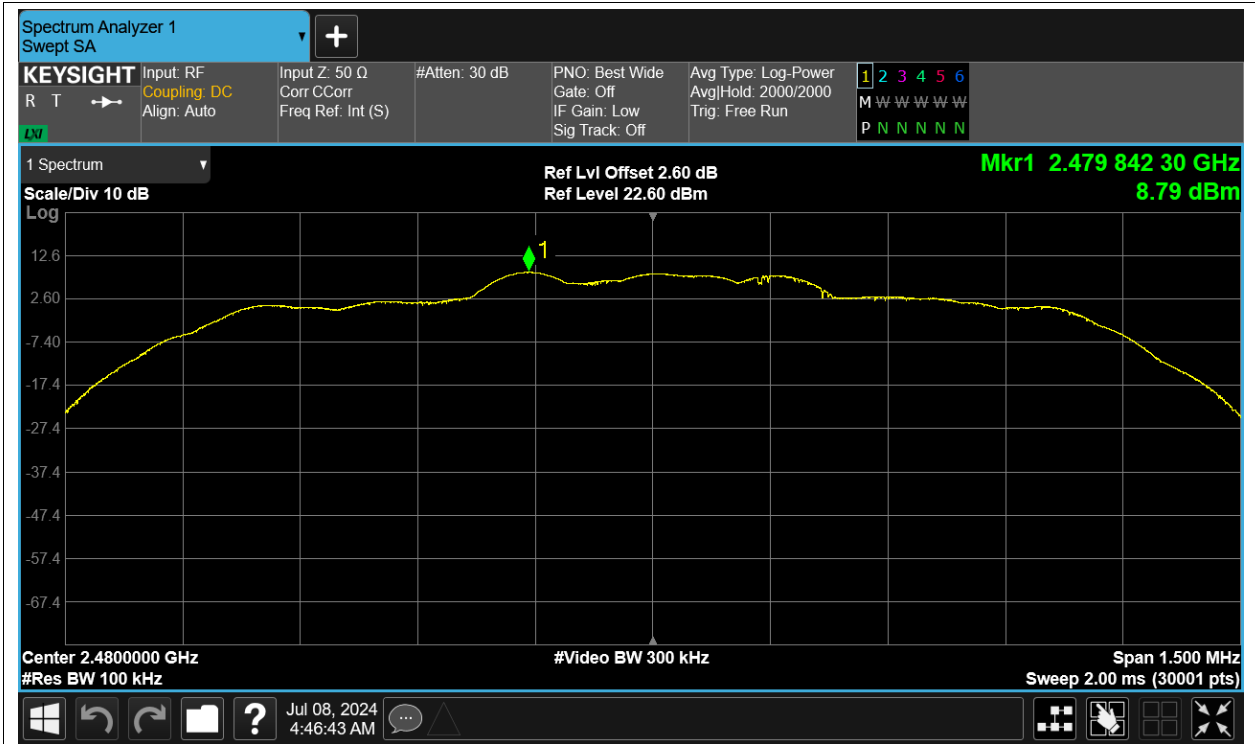 Spectrum Analyzer 1
Swept SA
KEYSIGHT
R T
LXI
Input: RF
Coupling: DC
Align: Auto
Input Z: 50 Ω
Corr CCorr
Freq Ref: Int (S)
#Atten: 30 dB
PNO: Best Wide
Gate: Off
IF Gain: Low
Sig Track: Off
Avg Type: Log-Power
Avg|Hold: 2000/2000
Trig: Free Run
1 2 3 4 5 6
M W W W W W
P N N N N N
1 Spectrum
Scale/Div 10 dB
Log
Ref Lvl Offset 2.60 dB
Ref Level 22.60 dBm
Mkr1 2.479 842 30 GHz
8.79 dBm
1
12.6
2.60
-7.40
-17.4
-27.4
-37.4
-47.4
-57.4
-67.4
Center 2.4800000 GHz
#Video BW 300 kHz
Span 1.500 MHz
#Res BW 100 kHz
Sweep 2.00 ms (30001 pts)
?
Jul 08, 2024
4:46:43 AM